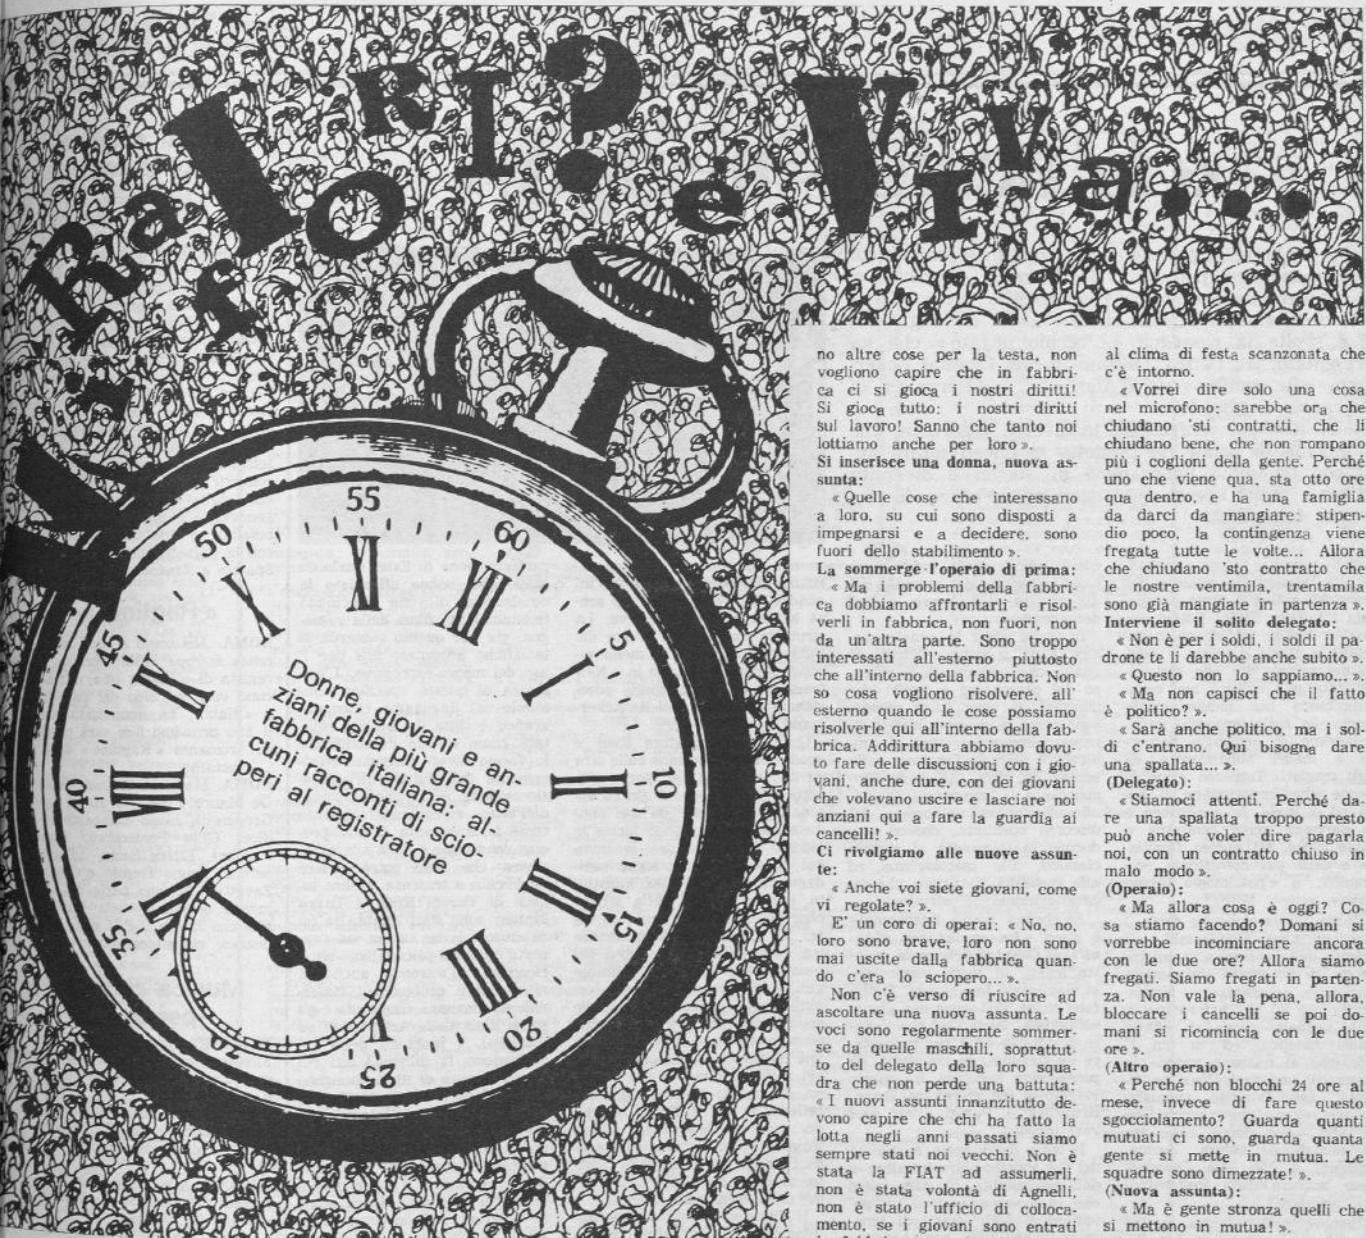 MiRafIORI? e' ViVa....
55
60
5
10
15
20
25
35
40
45
50
XI
XII
I
II
III
IIII
V
VII
VIII
IX
X
70
Donne, giovani e an-
ziani della più grande
fabbrica italiana: al-
cuni racconti di scio-
peri al registratore
no altre cose per la testa, non
vogliono capire che in fabbri-
ca ci si gioca i nostri diritti!
Si gioca tutto: i nostri diritti
sul lavoro! Sanno che tanto noi
lottiamo anche per loro ».
Si inserisce una donna, nuova as-
sunta:
« Quelle cose che interessano
a loro, su cui sono disposti a
impegnarsi e a decidere, sono
fuori dello stabilimento ».
La sommerge l'operaio di prima:
« Ma i problemi della fabbri-
ca dobbiamo affrontarli e risol-
verli in fabbrica, non fuori, non
da un'altra parte. Sono troppo
interessati all'esterno piuttosto
che all'interno della fabbrica. Non
so cosa vogliono risolvere, all'
esterno quando le cose possiamo
risolverle qui all'interno della fab-
brica. Addirittura abbiamo dovu-
to fare delle discussioni con i gio-
vani, anche dure, con dei giovani
che volevano uscire e lasciare noi
anziani qui a fare la guardia ai
cancelli! ».
Ci rivolgiamo alle nuove assun-
te:
« Anche voi siete giovani, come
vi regolate? ».
E' un coro di operai: « No, no,
loro sono brave, loro non sono
mai uscite dalla fabbrica quan-
do c'era lo sciopero... ».
Non c'è verso di riuscire ad
ascoltare una nuova assunta. Le
voci sono regolarmente sommer-
se da quelle maschili, soprattut-
to del delegato della loro squa-
dra che non perde una battuta:
« I nuovi assunti innanzitutto de-
vono capire che chi ha fatto la
lotta negli anni passati siamo
sempre stati noi vecchi. Non è
stata la FIAT ad assumerli,
non è stata volontà di Agnelli,
non è stato l'ufficio di colloca-
mento, se i giovani sono entrati
al clima di festa scanzonata che
c'è intorno.
« Vorrei dire solo una cosa
nel microfono: sarebbe ora che
chiudano 'sti contratti, che li
chiudano bene, che non rompano
più i coglioni della gente. Perché
uno che viene qua, sta otto ore
qua dentro, e ha una famiglia
da darci da mangiare: stipen-
dio poco, la contingenza viene
fregata tutte le volte... Allora
che chiudano 'sto contratto che
le nostre ventimila, trentamila
sono già mangiate in partenza ».
Interviene il solito delegato:
« Non è per i soldi, i soldi il pa-
drone te li darebbe anche subito ».
« Questo non lo sappiamo... ».
« Ma non capisci che il fatto
è politico? ».
« Sarà anche politico, ma i sol-
di c'entrano. Qui bisogna dare
una spallata... ».
(Delegato):
« Stiamoci attenti. Perché da-
re una spallata troppo presto
può anche voler dire pagarla
noi, con un contratto chiuso in
malo modo ».
(Operaio):
« Ma allora cosa è oggi? Co-
sa stiamo facendo? Domani si
vorrebbe incominciare ancora
con le due ore? Allora siamo
fregati. Siamo fregati in parten-
za. Non vale la pena, allora,
bloccare i cancelli se poi do-
mani si ricomincia con le due
ore ».
(Altro operaio):
« Perché non blocchi 24 ore al
mese, invece di fare questo
sgocciolamento? Guarda quanti
mutuati ci sono, guarda quanta
gente si mette in mutua. Le
squadre sono dimezzate! ».
(Nuova assunta):
« Ma è gente stronza quelli che
si mettono in mutua! ».